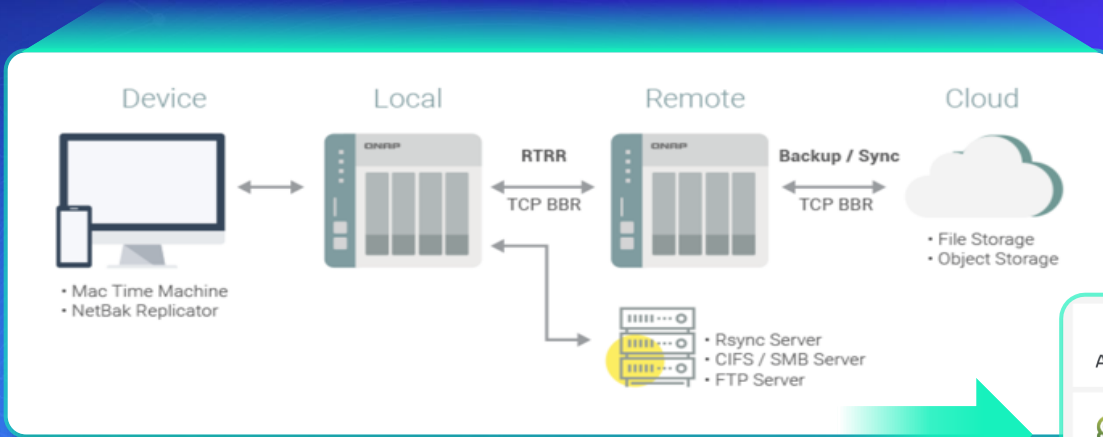 Device
Local
Remote
Cloud
QNAP
QNAP
RTRR
TCP BBR
Backup / Sync
TCP BBR
• File Storage
• Object Storage
• Mac Time Machine
• NetBak Replicator
• Rsync Server
• CIFS / SMB Server
• FTP Server